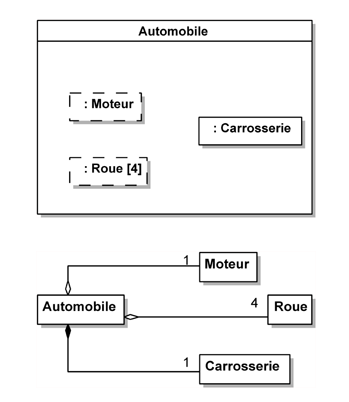 Automobile
: Moteur
: Carrosserie
: Roue [4]
1
Moteur
Automobile
4
Roue
1
Carrosserie